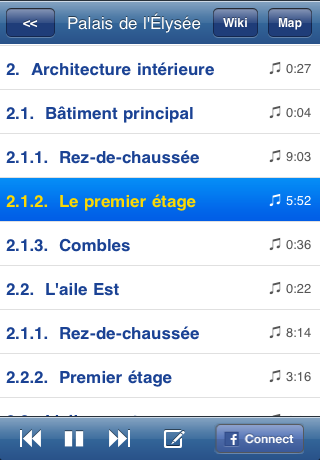 << Palais de l'Élysée Wiki Map
2. Architecture intérieure 0:27
2.1. Bâtiment principal 0:04
2.1.1. Rez-de-chaussée 9:03
2.1.2. Le premier étage 5:52
2.1.3. Combles 0:36
2.2. L'aile Est 0:22
2.1.1. Rez-de-chaussée 8:14
2.2.2. Premier étage 3:16
f Connect